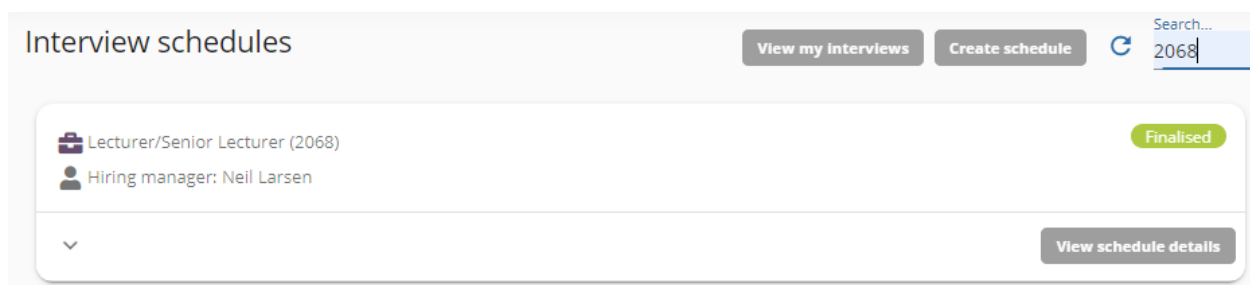 Interview schedules
View my interviews
Create schedule
Search...
2068
Lecturer/Senior Lecturer (2068)
Finalised
Hiring manager: Neil Larsen
View schedule details